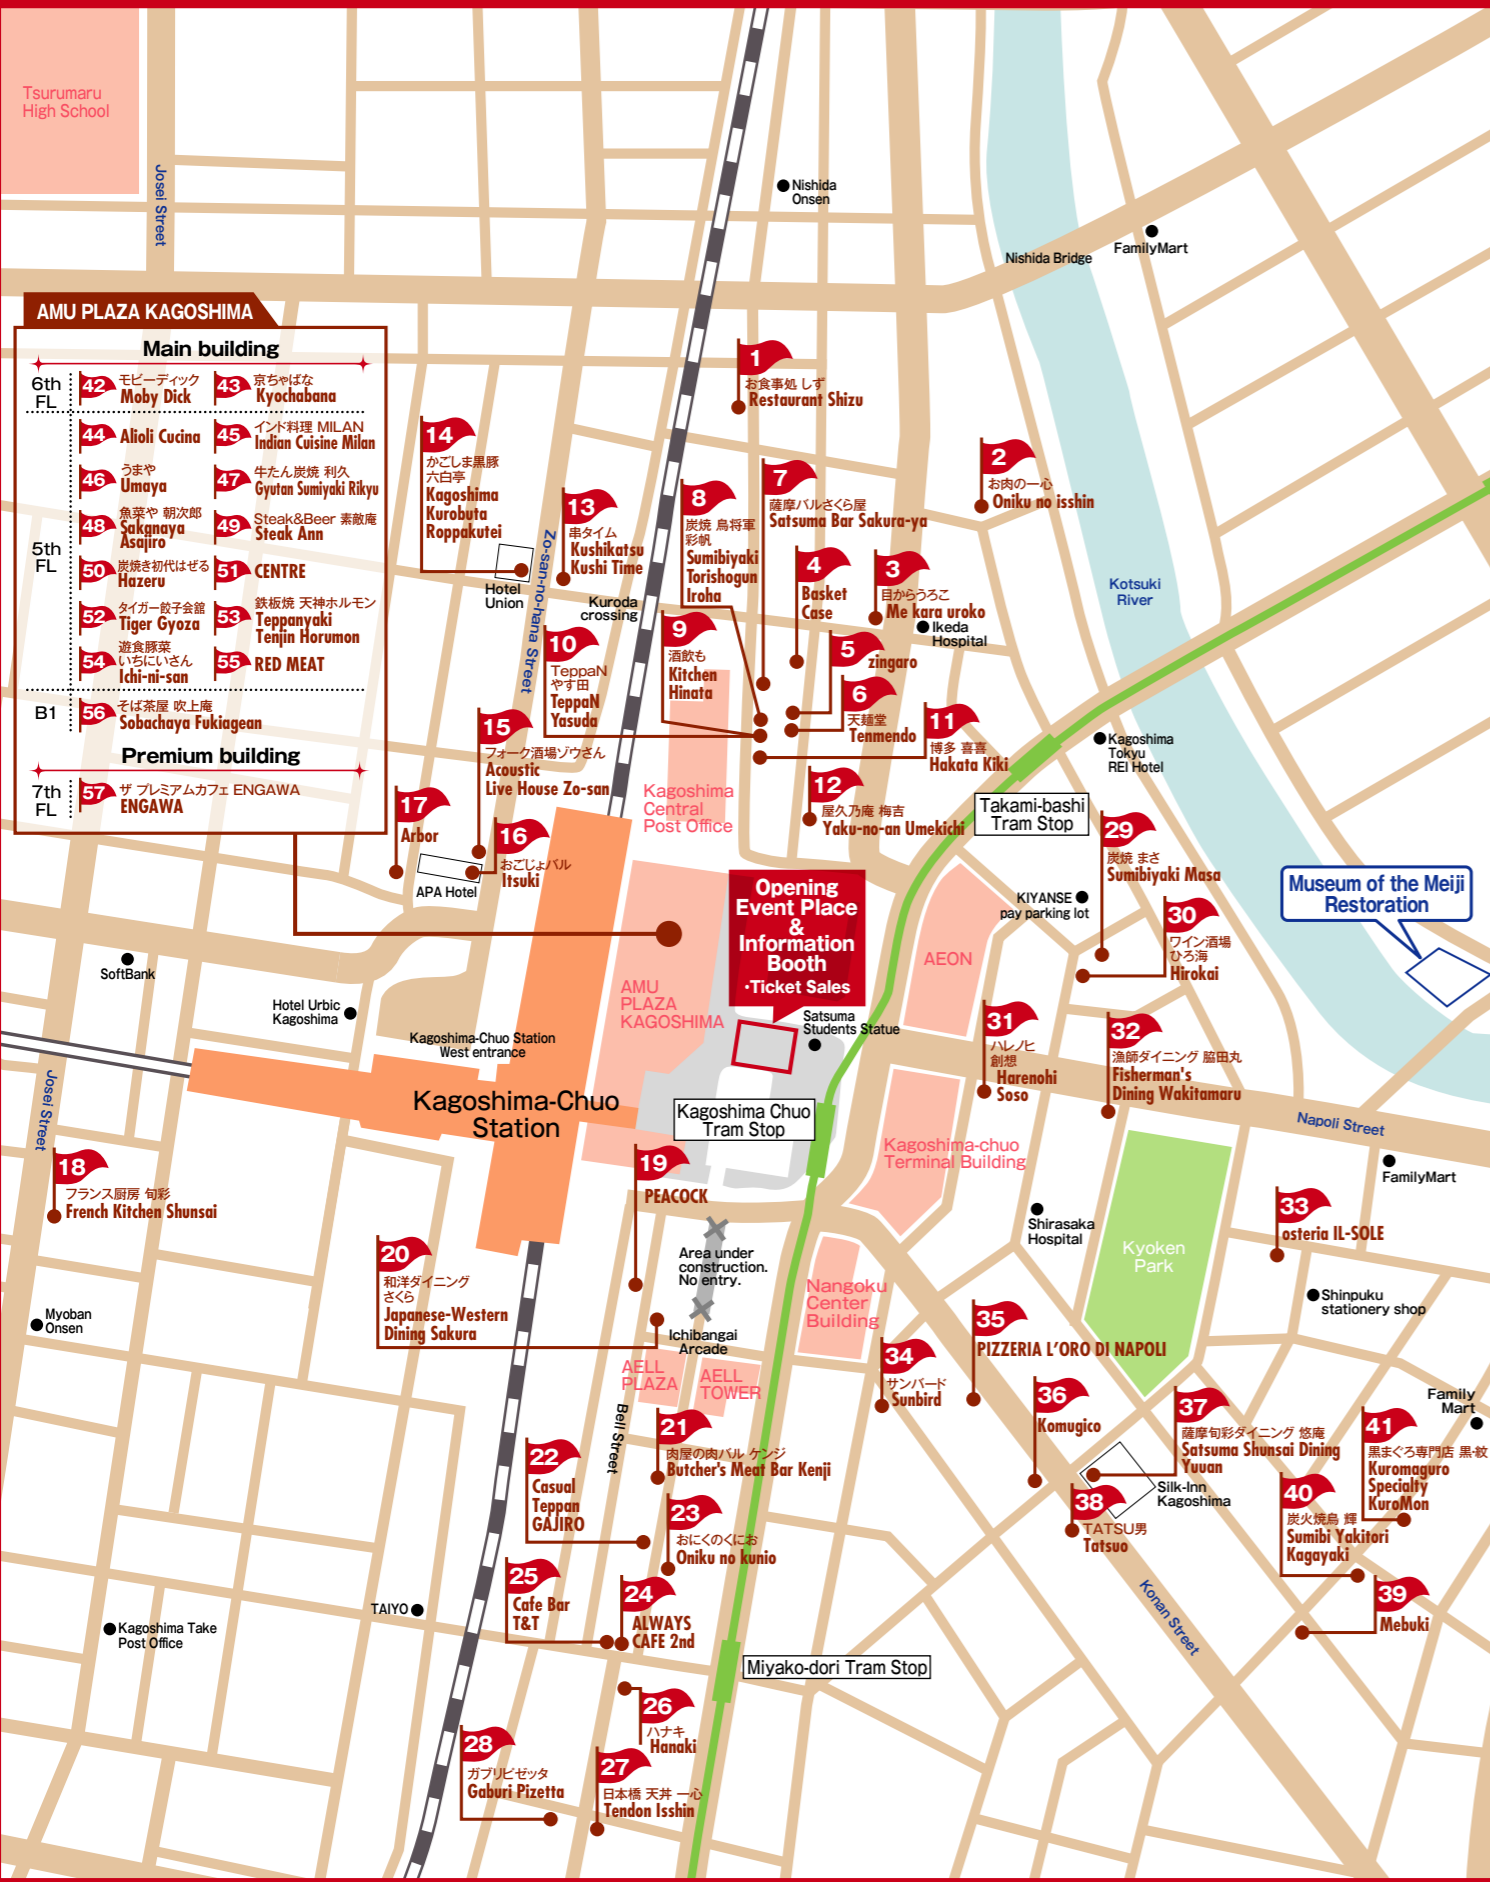 Tsurumaru
High School
Josei Street
Nishida
Onsen
Nishida Bridge
FamilyMart
AMU PLAZA KAGOSHIMA
Main building
6th
FL
42
モビーディック
Moby Dick
43
京ちゃばな
Kyochabana
5th
FL
44
Alioli Cucina
45
インド料理 MILAN
Indian Cuisine Milan
46
うまや
Umaya
47
牛たん炭焼 利久
Gyutan Sumiyaki Rikyu
48
魚菜や 朝次郎
Sakanaya
Asajiro
49
Steak&Beer 素敵庵
Steak Ann
50
炭焼き初代はぜる
Hazeru
51
CENTRE
52
タイガー餃子会舘
Tiger Gyoza
53
鉄板焼 天神ホルモン
Teppanyaki
Tenjin Horumon
54
遊食豚菜
いちにいさん
Ichi-ni-san
55
RED MEAT
B1
56
そば茶屋 吹上庵
Sobachaya Fukiagean
Premium building
7th
FL
57
ザ プレミアムカフェ ENGAWA
ENGAWA
1
お食事処 しず
Restaurant Shizu
2
お肉の一心
Oniku no isshin
14
かごしま黒豚
六白亭
Kagoshima
Kurobuta
Roppakutei
Hotel
Union
13
串タイム
Kushikatsu
Kushi Time
Zo-san-no-hana Street
Kuroda
crossing
8
炭焼 鳥将軍
彩帆
Sumibiyaki
Torishogun
Iroha
7
薩摩バルさくら屋
Satsuma Bar Sakura-ya
4
Basket
Case
3
目からうろこ
Me kara uroko
Ikeda
Hospital
Kotsuki
River
10
TeppaN
やす田
TeppaN
Yasuda
9
酒飲も
Kitchen
Hinata
5
zingaro
6
天麺堂
Tenmendo
11
博多 喜喜
Hakata Kiki
Kagoshima
Tokyu
REI Hotel
15
フォーク酒場ゾウさん
Acoustic
Live House Zo-san
12
屋久乃庵 梅吉
Yaku-no-an Umekichi
Kagoshima
Central
Post Office
Takami-bashi
Tram Stop
17
Arbor
16
おごじょバル
Itsuki
APA Hotel
29
炭焼 まさ
Sumibiyaki Masa
KIYANSE
pay parking lot
30
ワイン酒場
ひろ海
Hirokai
Museum of the Meiji
Restoration
Opening
Event Place
&
Information
Booth
・Ticket Sales
AEON
SoftBank
Hotel Urbic
Kagoshima
AMU
PLAZA
KAGOSHIMA
Satsuma
Students Statue
Kagoshima-Chuo Station
West entrance
31
ハレノヒ
創想
Harenohi
Soso
32
漁師ダイニング 脇田丸
Fisherman's
Dining Wakitamaru
Kagoshima-Chuo
Station
Kagoshima Chuo
Tram Stop
Napoli Street
Josei Street
Kagoshima-chuo
Terminal Building
FamilyMart
18
フランス厨房 旬彩
French Kitchen Shunsai
19
PEACOCK
Shirasaka
Hospital
Kyoken
Park
33
osteria IL-SOLE
20
和洋ダイニング
さくら
Japanese-Western
Dining Sakura
Area under
construction.
No entry.
Nangoku
Center
Building
Shinpuku
stationery shop
Myoban
Onsen
Ichibangai
Arcade
35
PIZZERIA L'ORO DI NAPOLI
34
サンバード
Sunbird
AELL
PLAZA
AELL
TOWER
36
Komugico
37
薩摩旬彩ダイニング 悠庵
Satsuma Shunsai Dining
Yuuan
Silk-Inn
Kagoshima
Family
Mart
41
黒まぐろ専門店 黒・紋
Kuromaguro
Specialty
KuroMon
Bell Street
21
肉屋の肉バル ケンジ
Butcher's Meat Bar Kenji
22
Casual
Teppan
GAJIRO
23
おにくのくにお
Oniku no kunio
38
TATSU男
Tatsuo
40
炭火焼鳥 輝
Sumibi Yakitori
Kagayaki
25
Cafe Bar
T&T
24
ALWAYS
CAFE 2nd
39
Mebuki
Konan Street
TAIYO
Kagoshima Take
Post Office
Miyako-dori Tram Stop
26
ハナキ
Hanaki
28
ガブリピゼッタ
Gaburi Pizetta
27
日本橋 天丼 一心
Tendon Isshin